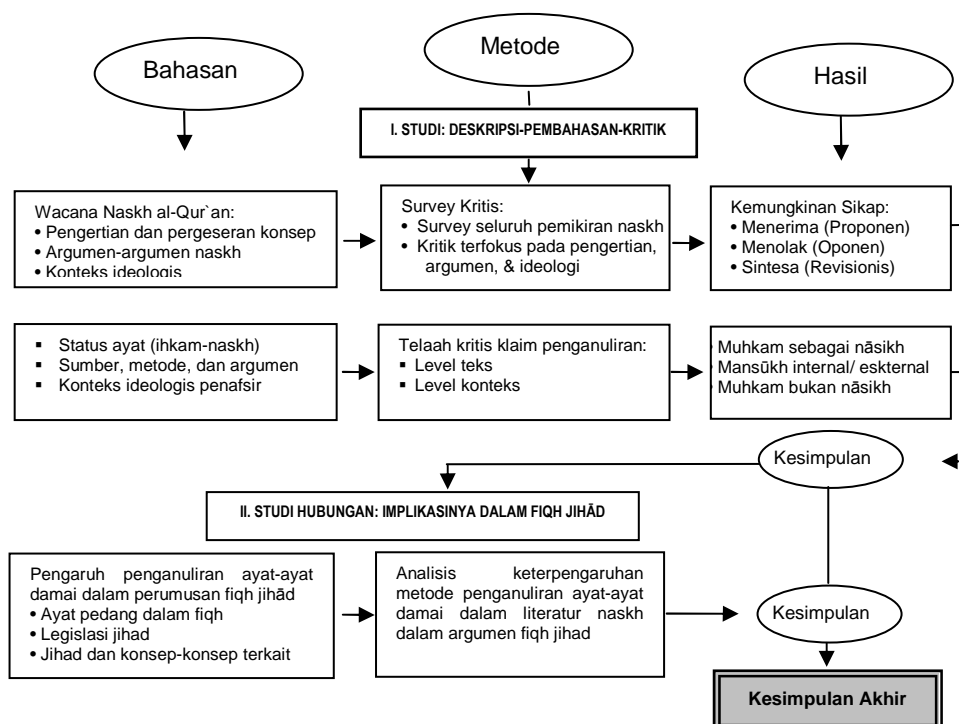 Bahasan
Metode
Hasil
I. STUDI: DESKRIPSI-PEMBAHASAN-KRITIK
Wacana Naskh al-Qur`an:
• Pengertian dan pergeseran konsep
• Argumen-argumen naskh
• Konteks ideologis
Survey Kritis:
• Survey seluruh pemikiran naskh
• Kritik terfokus pada pengertian,
argumen, & ideologi
Kemungkinan Sikap:
• Menerima (Proponen)
• Menolak (Oponen)
• Sintesa (Revisionis)
▪ Status ayat (ihkam-naskh)
▪ Sumber, metode, dan argumen
▪ Konteks ideologis penafsir
Telaah kritis klaim penganuliran:
▪ Level teks
▪ Level konteks
Muhkam sebagai nāsikh
Mansūkh internal/ eskternal
Muhkam bukan nāsikh
Kesimpulan
II. STUDI HUBUNGAN: IMPLIKASINYA DALAM FIQH JIHĀD
Pengaruh penganuliran ayat-ayat
damai dalam perumusan fiqh jihād
• Ayat pedang dalam fiqh
• Legislasi jihad
• Jihad dan konsep-konsep terkait
Analisis keterpengaruhan
metode penganuliran ayat-ayat
damai dalam literatur naskh
dalam argumen fiqh jihad
Kesimpulan
Kesimpulan Akhir